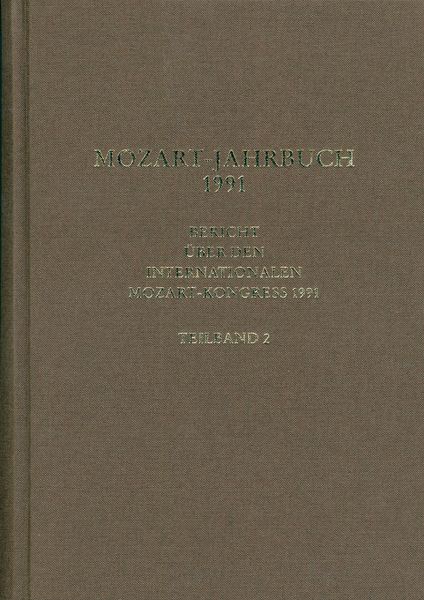 MOZART-JAHRBUCH
1991
BERICHT
ÜBER DEN
INTERNATIONALEN
MOZART-KONGRESS 1991
TEILBAND 2